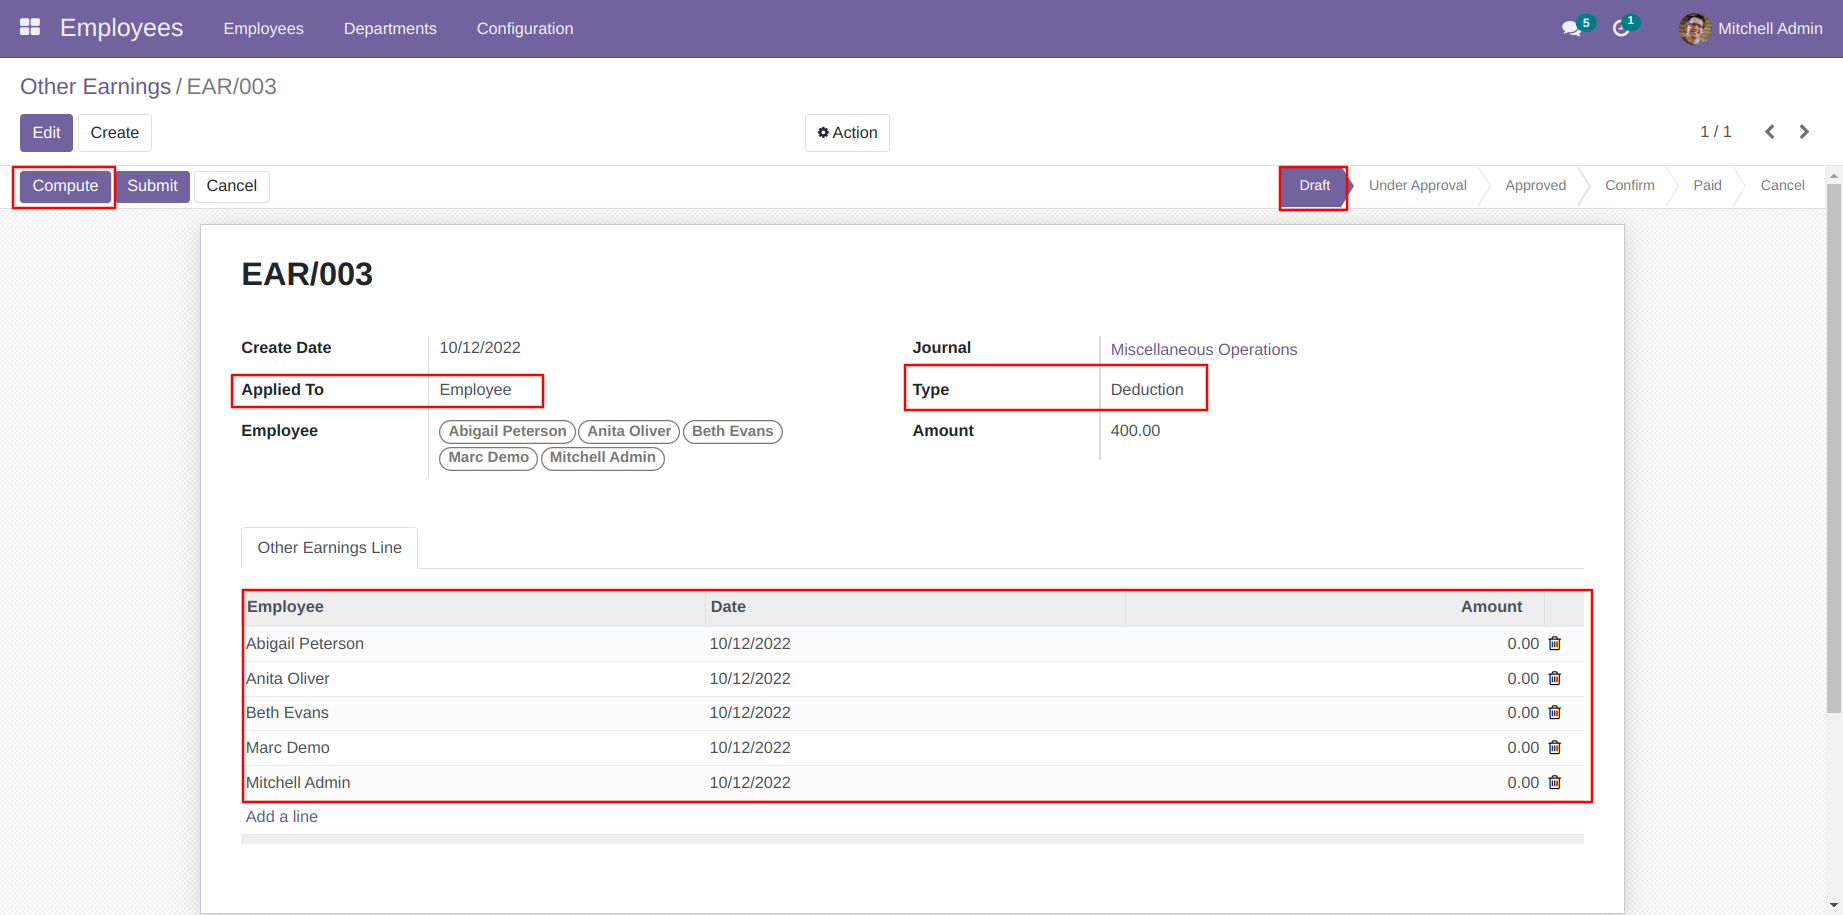 Employees Employees Departments Configuration 5 1 Mitchell Admin
Other Earnings / EAR/003
Edit Create Action 1 / 1
Compute Submit Cancel Draft Under Approval Approved Confirm Paid Cancel
EAR/003
Create Date 10/12/2022 Journal Miscellaneous Operations
Applied To Employee Type Deduction
Employee Abigail Peterson Anita Oliver Beth Evans Amount 400.00
Marc Demo Mitchell Admin
Other Earnings Line
Employee Date Amount
Abigail Peterson 10/12/2022 0.00
Anita Oliver 10/12/2022 0.00
Beth Evans 10/12/2022 0.00
Marc Demo 10/12/2022 0.00
Mitchell Admin 10/12/2022 0.00
Add a line